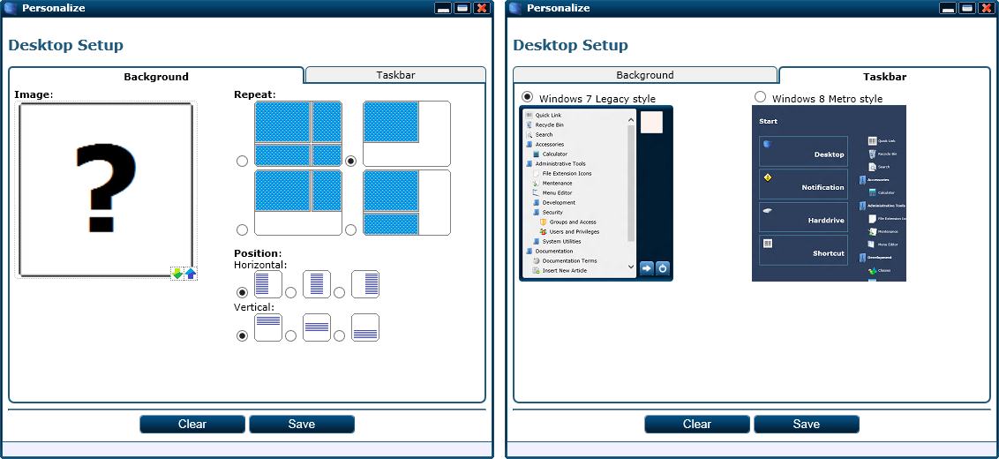 Personalize
Desktop Setup
Background
Taskbar
Image:
?
Repeat:
Position:
Horizontal:
Vertical:
Clear
Save
Personalize
Desktop Setup
Background
Taskbar
Windows 7 Legacy style
Quick Link
Recycle Bin
Search
Accessories
Calculator
Administrative Tools
File Extension Icons
Mentenance
Menu Editor
Development
Security
Groups and Access
Users and Privileges
System Utilities
Documentation
Documentation Terms
Insert New Article
Windows 8 Metro style
Start
Desktop
Notification
Harddrive
Shortcut
Quick Link
Recycle Bin
Search
Accessories
Calculator
Administrative Tools
File Extension Ico
Mentenance
Menu Editor
Development
Classes
Clear
Save